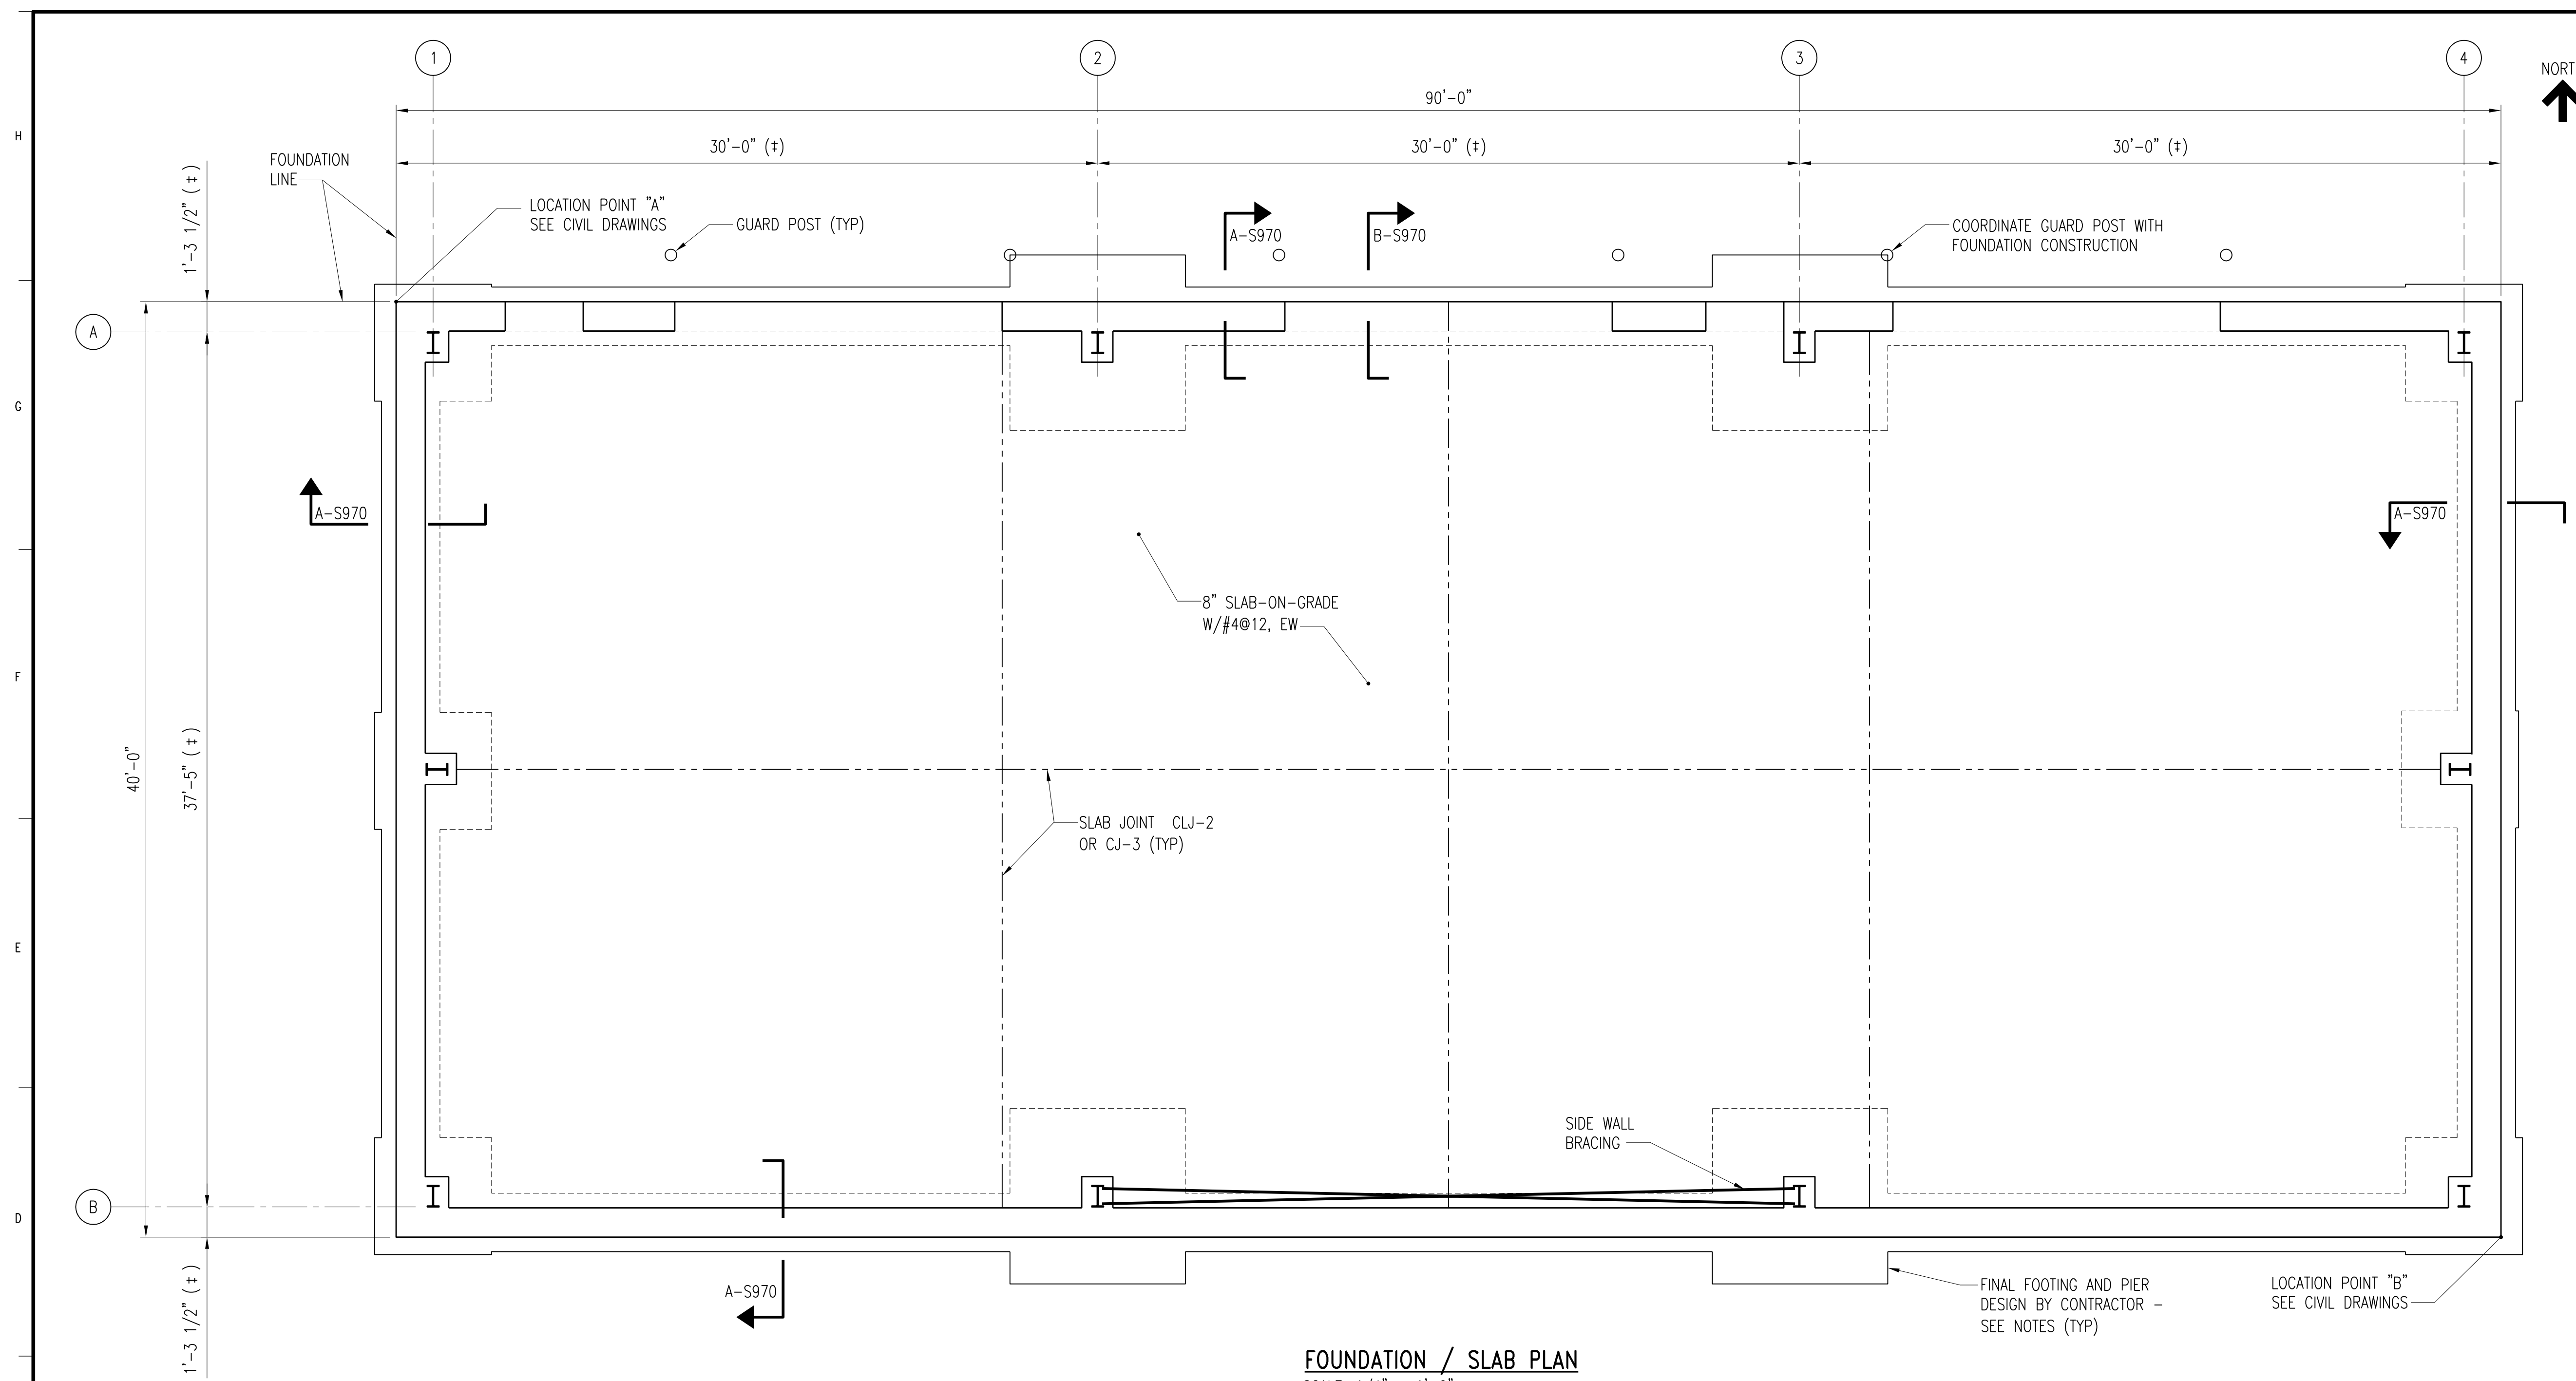 1
2
3
4
NORT
90'-0"
30'-0" (‡)
30'-0" (‡)
30'-0" (‡)
H
FOUNDATION
LINE
1'-3 1/2" (‡)
LOCATION POINT "A"
SEE CIVIL DRAWINGS
GUARD POST (TYP)
A-S970
B-S970
COORDINATE GUARD POST WITH
FOUNDATION CONSTRUCTION
A
G
A-S970
A-S970
8" SLAB-ON-GRADE
W/#4@12, EW
F
40'-0"
37'-5" (‡)
SLAB JOINT CLJ-2
OR CJ-3 (TYP)
E
SIDE WALL
BRACING
B
D
A-S970
1'-3 1/2" (‡)
FINAL FOOTING AND PIER
DESIGN BY CONTRACTOR -
SEE NOTES (TYP)
LOCATION POINT "B"
SEE CIVIL DRAWINGS
FOUNDATION / SLAB PLAN